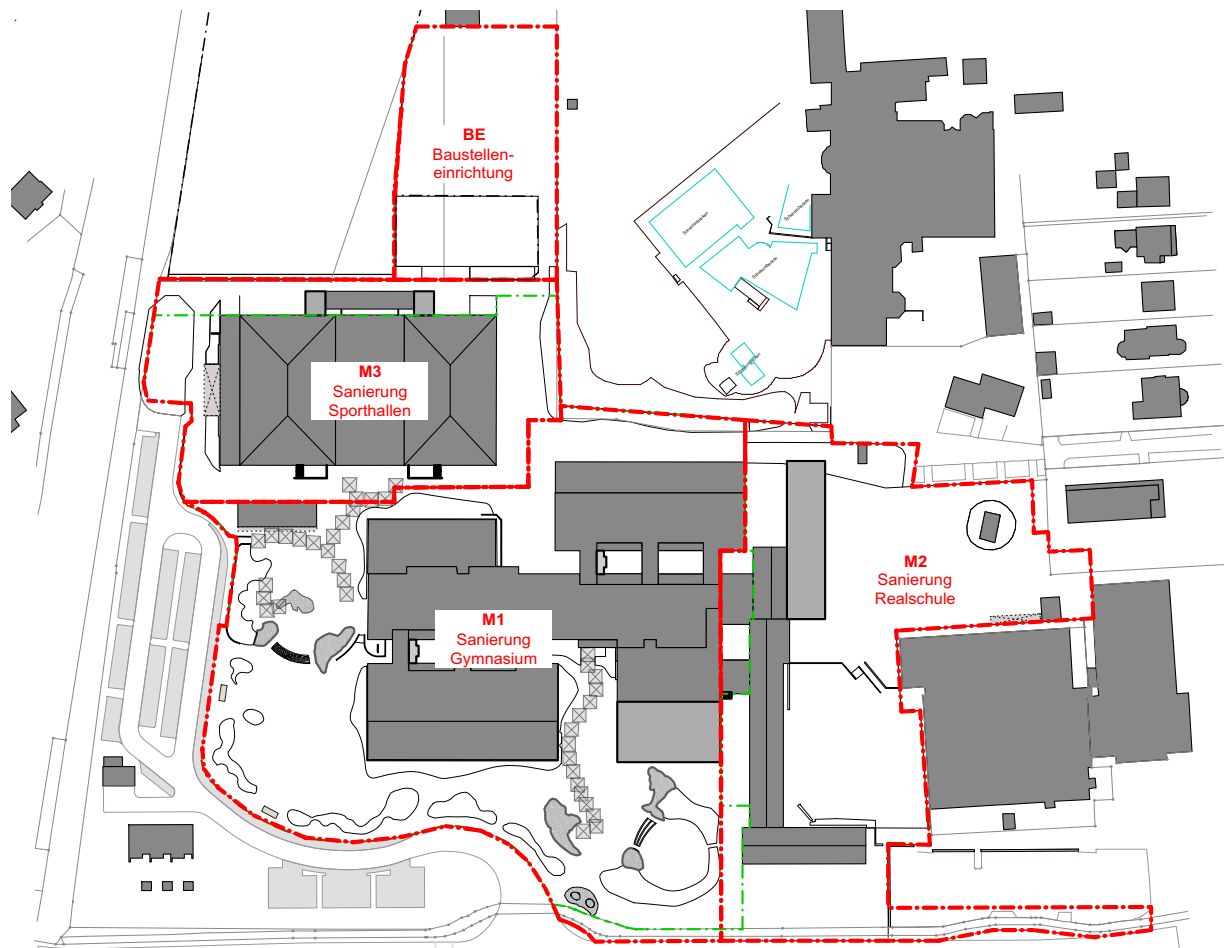 BE
Baustellen-
einrichtung
M3
Sanierung
Sporthallen
M2
Sanierung
Realschule
M1
Sanierung
Gymnasium